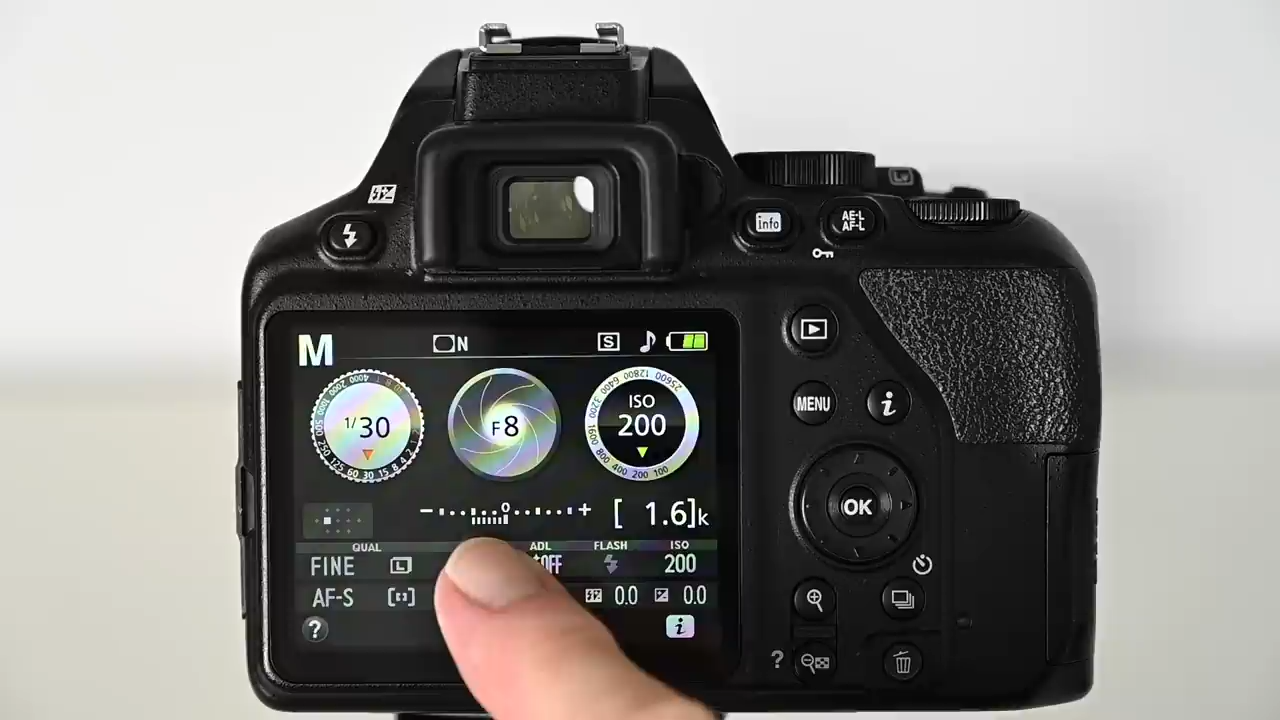 info
AE-L
AF-L
Lv
M
N
S
4000 2000 1000 500 250 125 60 30 15 8 4 2
1/30
F8
25600 12800 6400 3200 1600 800 400 200 100
ISO
200
- 0 +
[ 1.6]k
MENU
i
QUAL
ADL
FLASH
ISO
FINE
L
OFF
200
AF-S
[ ]
0.0
0.0
?
i
OK
?